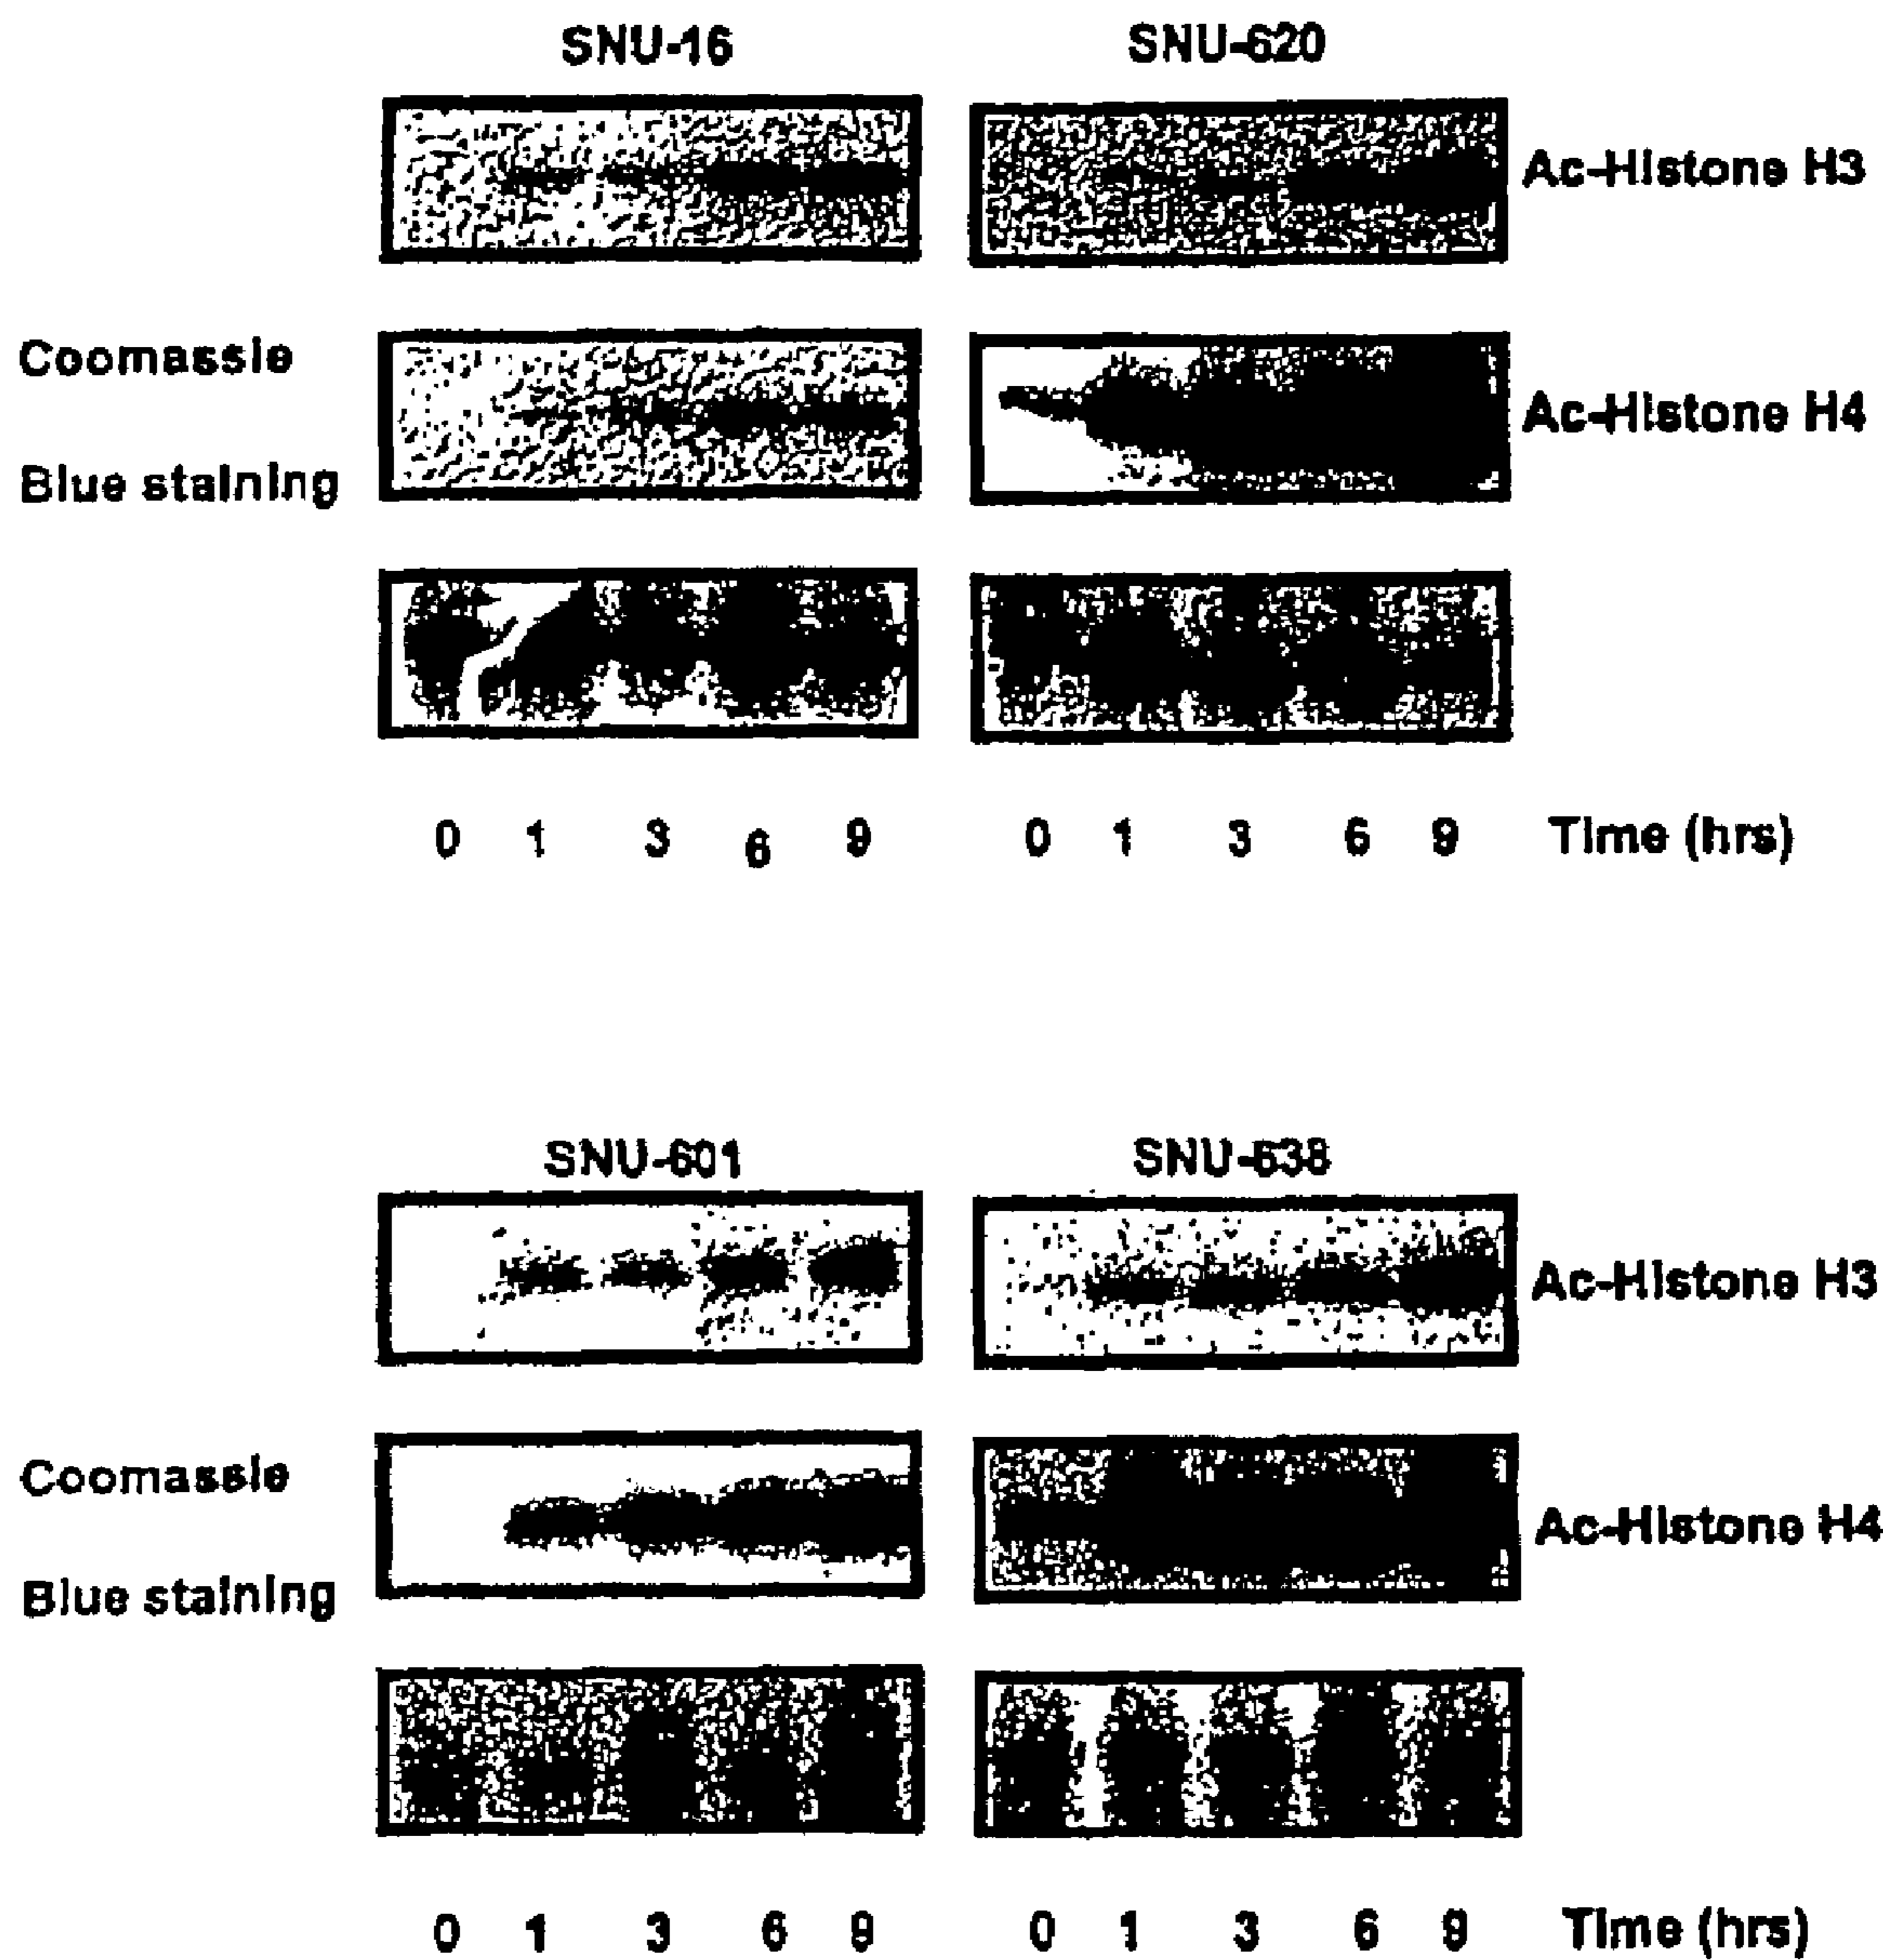 SNU-16 SNU-620
Ac-Histone H3
Coomassie
Ac-Histone H4
Blue staining
0 1 3 6 9 0 1 3 6 9 Time (hrs)
SNU-601 SNU-638
Ac-Histone H3
Coomassie
Ac-Histone H4
Blue staining
0 1 3 6 9 0 1 3 6 9 Time (hrs)